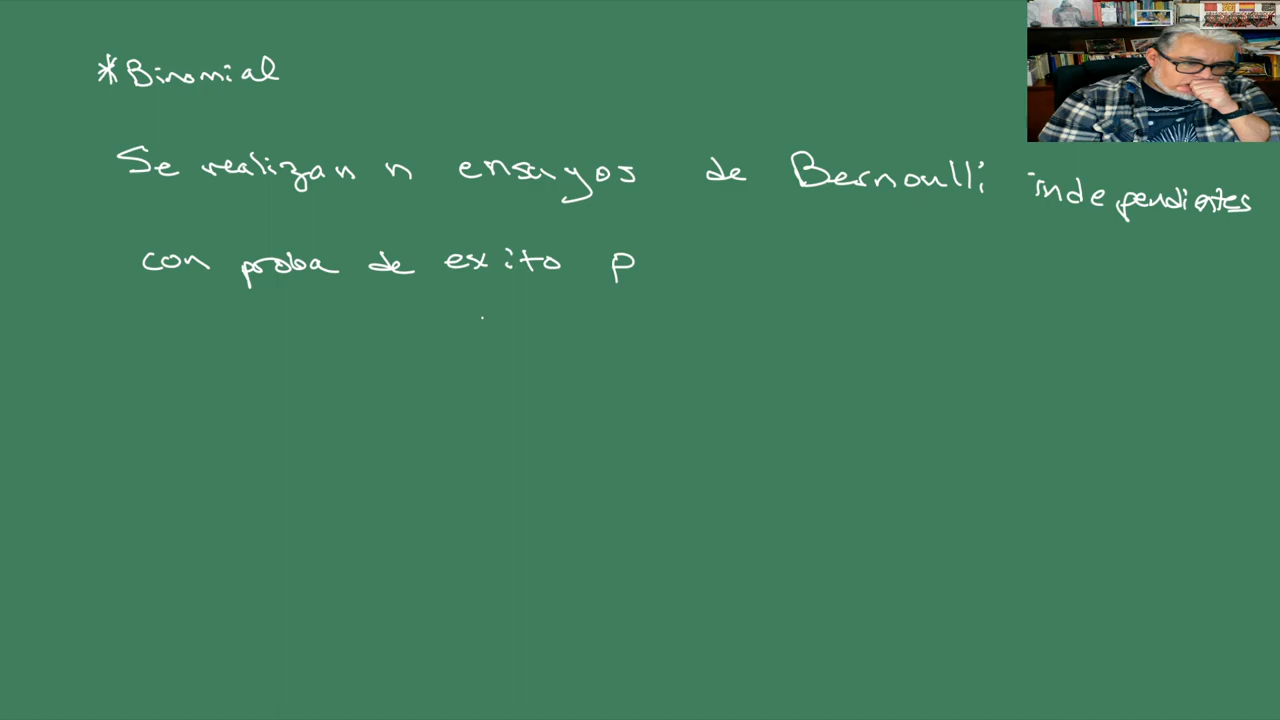 *Binomial
Se realizan n ensayos de Bernoulli independientes
con proba de exito p